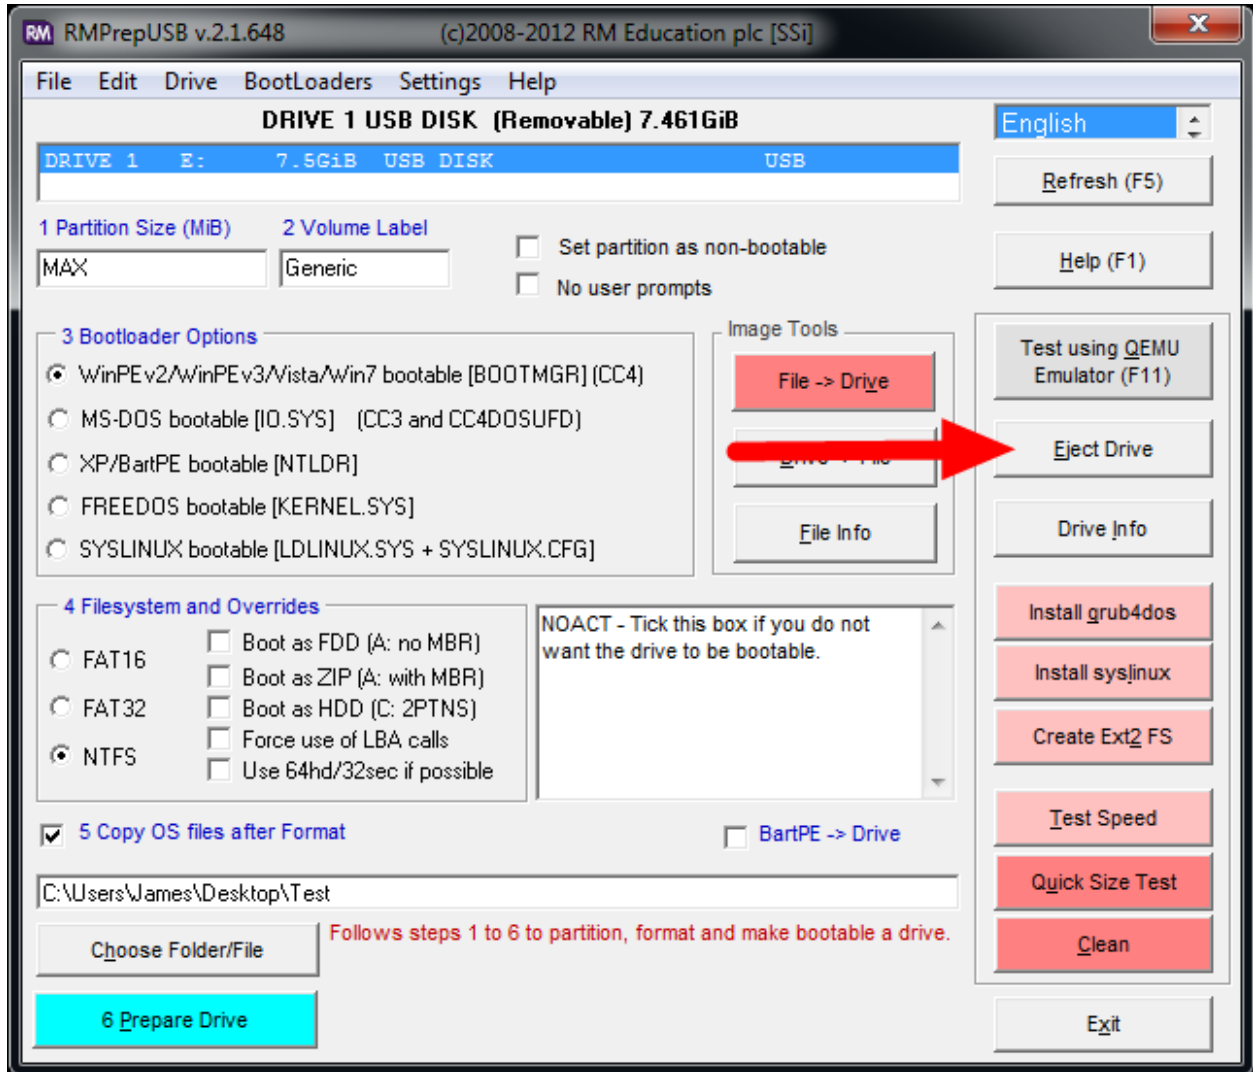 RM RMPrepUSB v.2.1.648 (c)2008-2012 RM Education plc [SSi] X
File Edit Drive BootLoaders Settings Help
DRIVE 1 USB DISK (Removable) 7.461GiB
English
DRIVE 1 E: 7.5GiB USB DISK USB
Refresh (F5)
1 Partition Size (MiB) 2 Volume Label
MAX Generic
Set partition as non-bootable
No user prompts
Help (F1)
3 Bootloader Options
WinPEv2/WinPEv3/Vista/Win7 bootable [BOOTMGR] (CC4)
MS-DOS bootable [IO.SYS] (CC3 and CC4DOSUFD)
XP/BartPE bootable [NTLDR]
FREEDOS bootable [KERNEL.SYS]
SYSLINUX bootable [LDLINUX.SYS + SYSLINUX.CFG]
Image Tools
File -> Drive
File Info
Test using QEMU
Emulator (F11)
Eject Drive
Drive Info
4 Filesystem and Overrides
FAT16
FAT32
NTFS
Boot as FDD (A: no MBR)
Boot as ZIP (A: with MBR)
Boot as HDD (C: 2PTNS)
Force use of LBA calls
Use 64hd/32sec if possible
NOACT - Tick this box if you do not
want the drive to be bootable.
Install grub4dos
Install syslinux
Create Ext2 FS
Test Speed
Quick Size Test
Clean
5 Copy OS files after Format
BartPE -> Drive
C:\Users\James\Desktop\Test
Choose Folder/File
Follows steps 1 to 6 to partition, format and make bootable a drive.
6 Prepare Drive
Exit